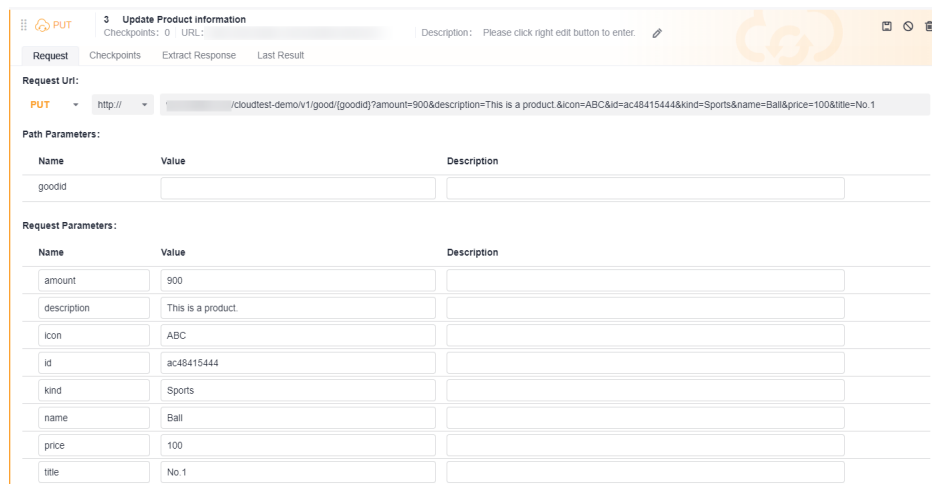 PUT
3 Update Product information
Checkpoints: 0 URL: Description: Please click right edit button to enter.
Request Checkpoints Extract Response Last Result
Request Url:
PUT http:// /cloudtest-demo/v1/good/{goodid}?amount=900&description=This is a product.&icon=ABC&id=ac48415444&kind=Sports&name=Ball&price=100&title=No.1
Path Parameters:
Name Value Description
goodid
Request Parameters:
Name Value Description
amount 900
description This is a product.
icon ABC
id ac48415444
kind Sports
name Ball
price 100
title No.1